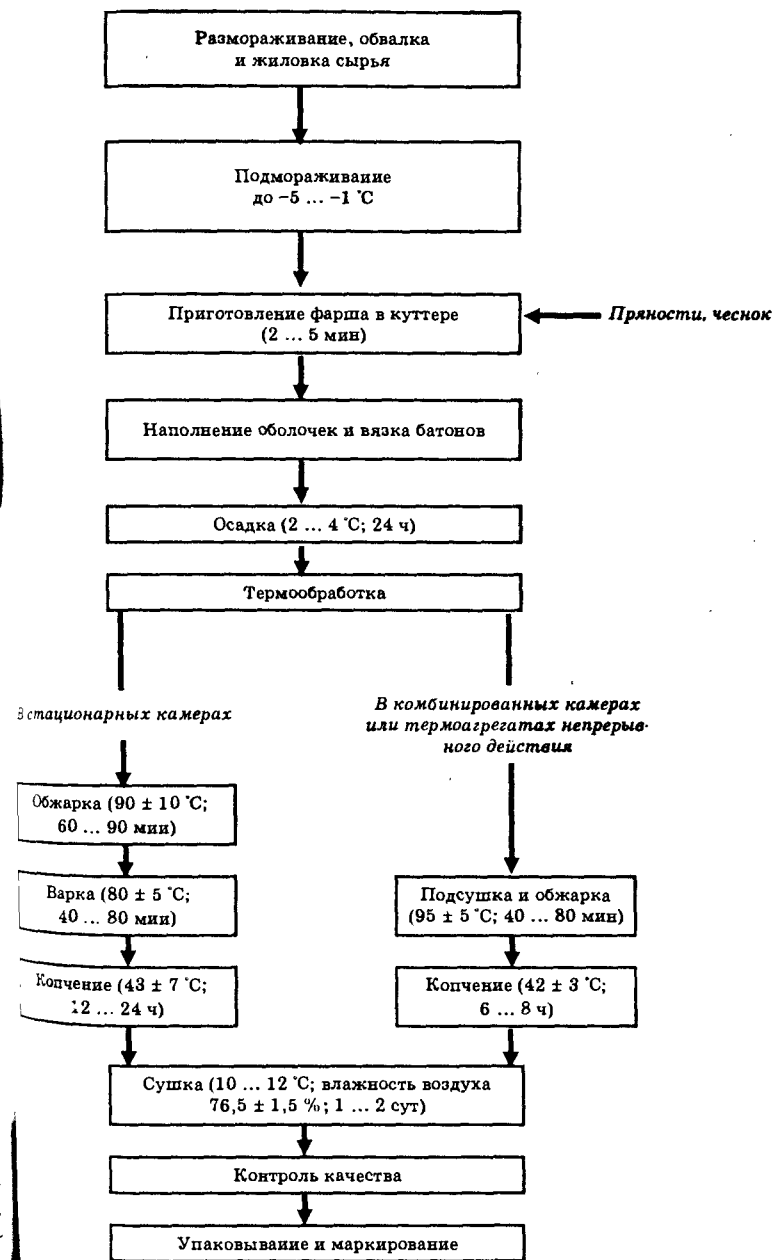 Размораживание, обвалка
и жиловка сырья
Подмораживание
до −5 ... −1 °C
Приготовление фарша в куттере
(2 ... 5 мин)
Пряности, чеснок
Наполнение оболочек и вязка батонов
Осадка (2 ... 4 °C; 24 ч)
Термообработка
В стационарных камерах
В комбинированных камерах
или термоагрегатах непрерыв-
ного действия
Обжарка (90 ± 10 °C;
60 ... 90 мин)
Варка (80 ± 5 °C;
40 ... 80 мин)
Подсушка и обжарка
(95 ± 5 °C; 40 ... 80 мин)
Копчение (43 ± 7 °C;
12 ... 24 ч)
Копчение (42 ± 3 °C;
6 ... 8 ч)
Сушка (10 ... 12 °C; влажность воздуха
76,5 ± 1,5 %; 1 ... 2 сут)
Контроль качества
Упаковывание и маркирование